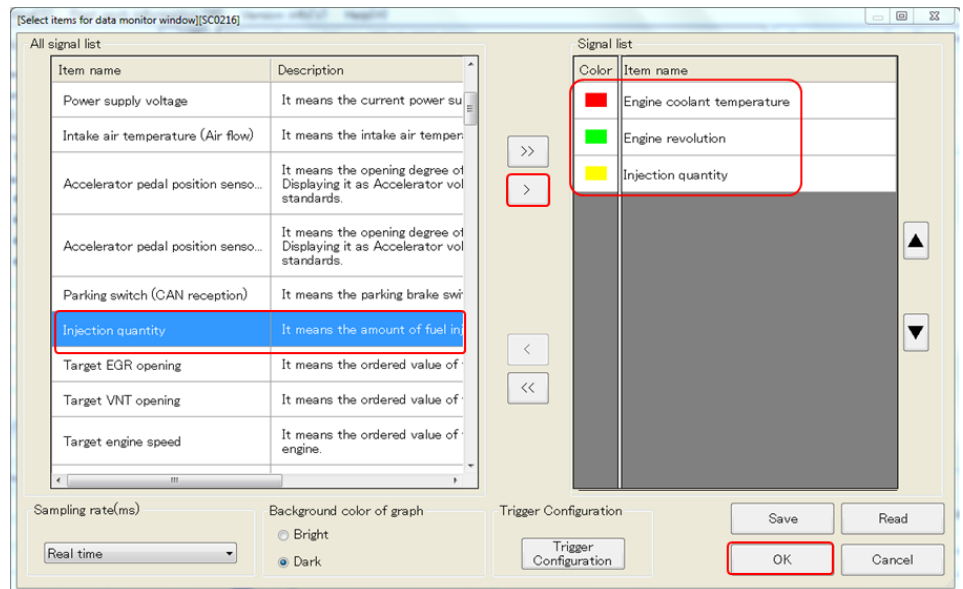 [Select items for data monitor window][SC0216]
All signal list
Item name Description
Power supply voltage It means the current power su
Intake air temperature (Air flow) It means the intake air temper
Accelerator pedal position senso... It means the opening degree of
Displaying it as Accelerator vol
standards.
Accelerator pedal position senso... It means the opening degree of
Displaying it as Accelerator vol
standards.
Parking switch (CAN reception) It means the parking brake swi
Injection quantity It means the amount of fuel inj
Target EGR opening It means the ordered value of
Target VNT opening It means the ordered value of
Target engine speed It means the ordered value of
engine.
>>
>
<
<<
Signal list
Color Item name
Engine coolant temperature
Engine revolution
Injection quantity
▲
▼
Sampling rate(ms)
Real time
Background color of graph
Bright
Dark
Trigger Configuration
Trigger
Configuration
Save Read
OK Cancel